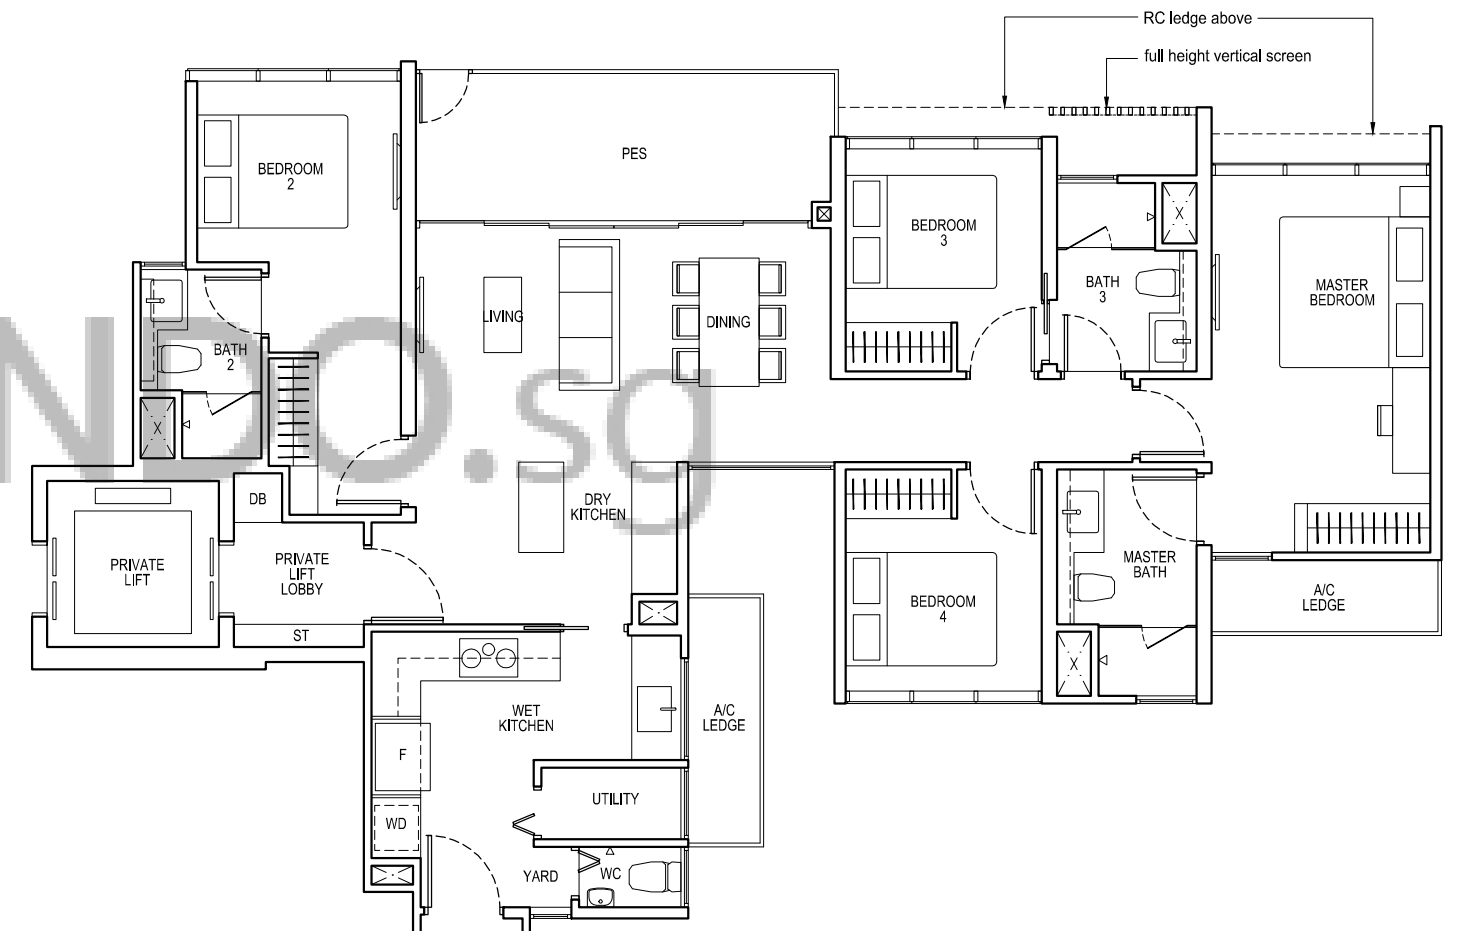 RC ledge above
full height vertical screen
PES
BEDROOM
2
BEDROOM
3
BATH
3
X
MASTER
BEDROOM
LIVING
DINING
BATH
2
X
NDO.sg
DB
DRY
KITCHEN
PRIVATE
LIFT
PRIVATE
LIFT
LOBBY
ST
BEDROOM
4
MASTER
BATH
A/C
LEDGE
X
WET
KITCHEN
A/C
LEDGE
F
UTILITY
WD
YARD
WC